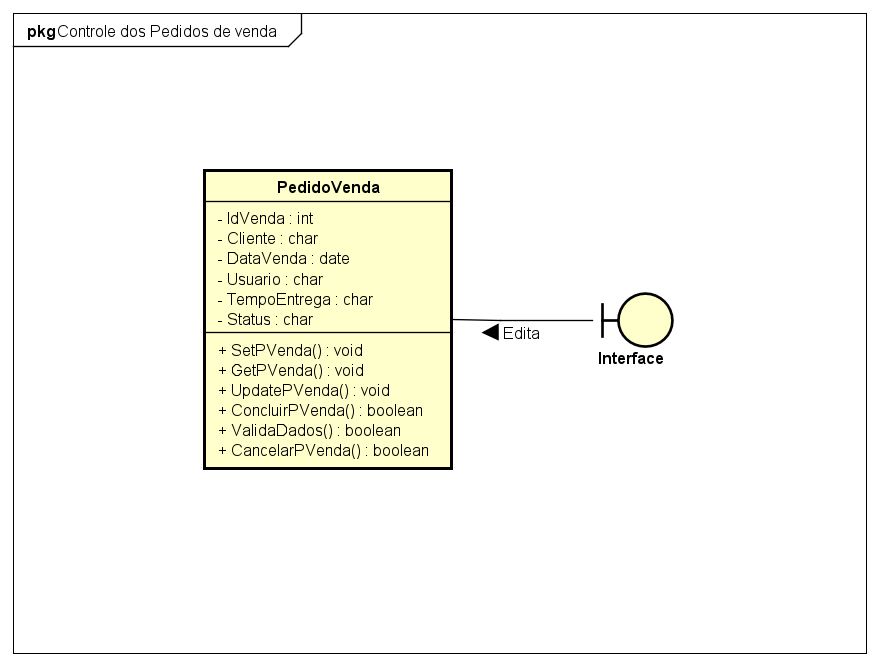 pkg Controle dos Pedidos de venda
PedidoVenda
- IdVenda : int
- Cliente : char
- DataVenda : date
- Usuario : char
- TempoEntrega : char
- Status : char
+ SetPVenda() : void
+ GetPVenda() : void
+ UpdatePVenda() : void
+ ConcluirPVenda() : boolean
+ ValidaDados() : boolean
+ CancelarPVenda() : boolean
Edita
Interface